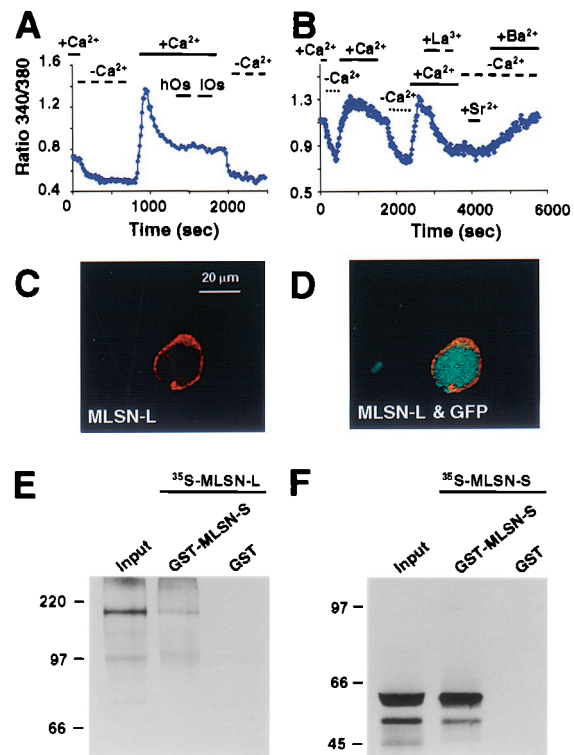 A
+Ca2+
+Ca2+
-Ca2+
-Ca2+
hOs
IOs
Ratio 340/380
1.6
1.2
0.8
0.4
0
1000
2000
Time (sec)
B
+La3+
+Ba2+
+Ca2+
+Ca2+
-Ca2+
-Ca2+
+Ca2+
-Ca2+
+Sr2+
1.3
0.9
0.5
0
2000
4000
6000
Time (sec)
C
20 µm
MLSN-L
D
MLSN-L & GFP
E
35S-MLSN-L
Input
GST-MLSN-S
GST
220
97
66
F
35S-MLSN-S
Input
GST-MLSN-S
GST
97
66
45